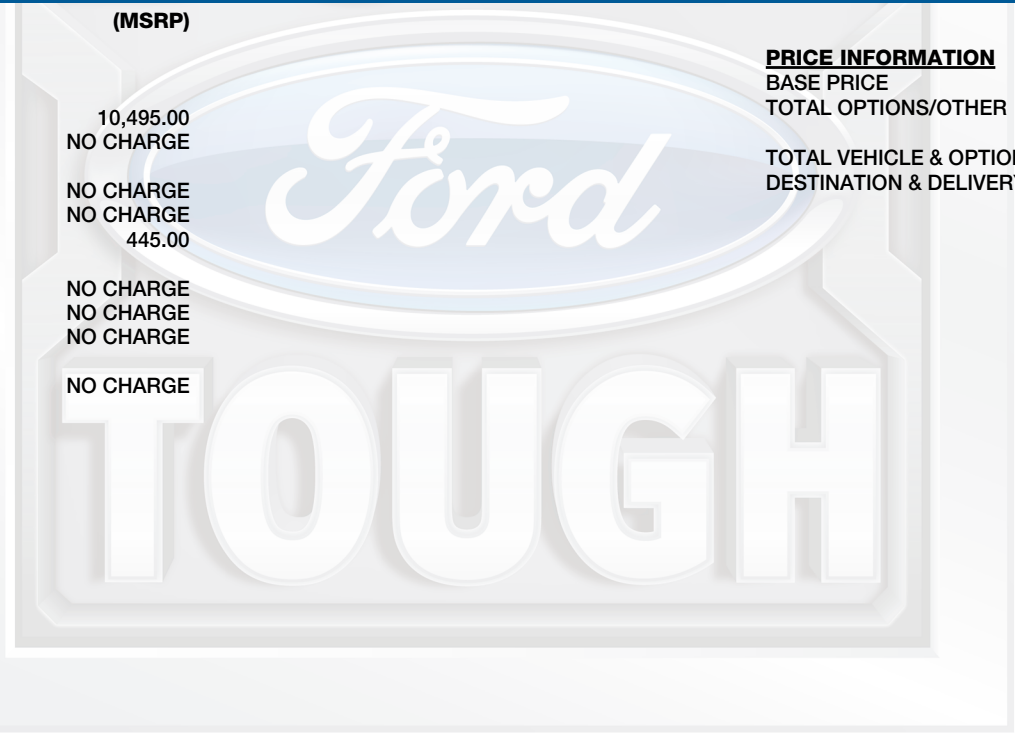 (MSRP)
10,495.00
NO CHARGE
NO CHARGE
NO CHARGE
445.00
NO CHARGE
NO CHARGE
NO CHARGE
NO CHARGE
PRICE INFORMATION
BASE PRICE
TOTAL OPTIONS/OTHER
TOTAL VEHICLE & OPTION
DESTINATION & DELIVERY
Ford
TOUGH